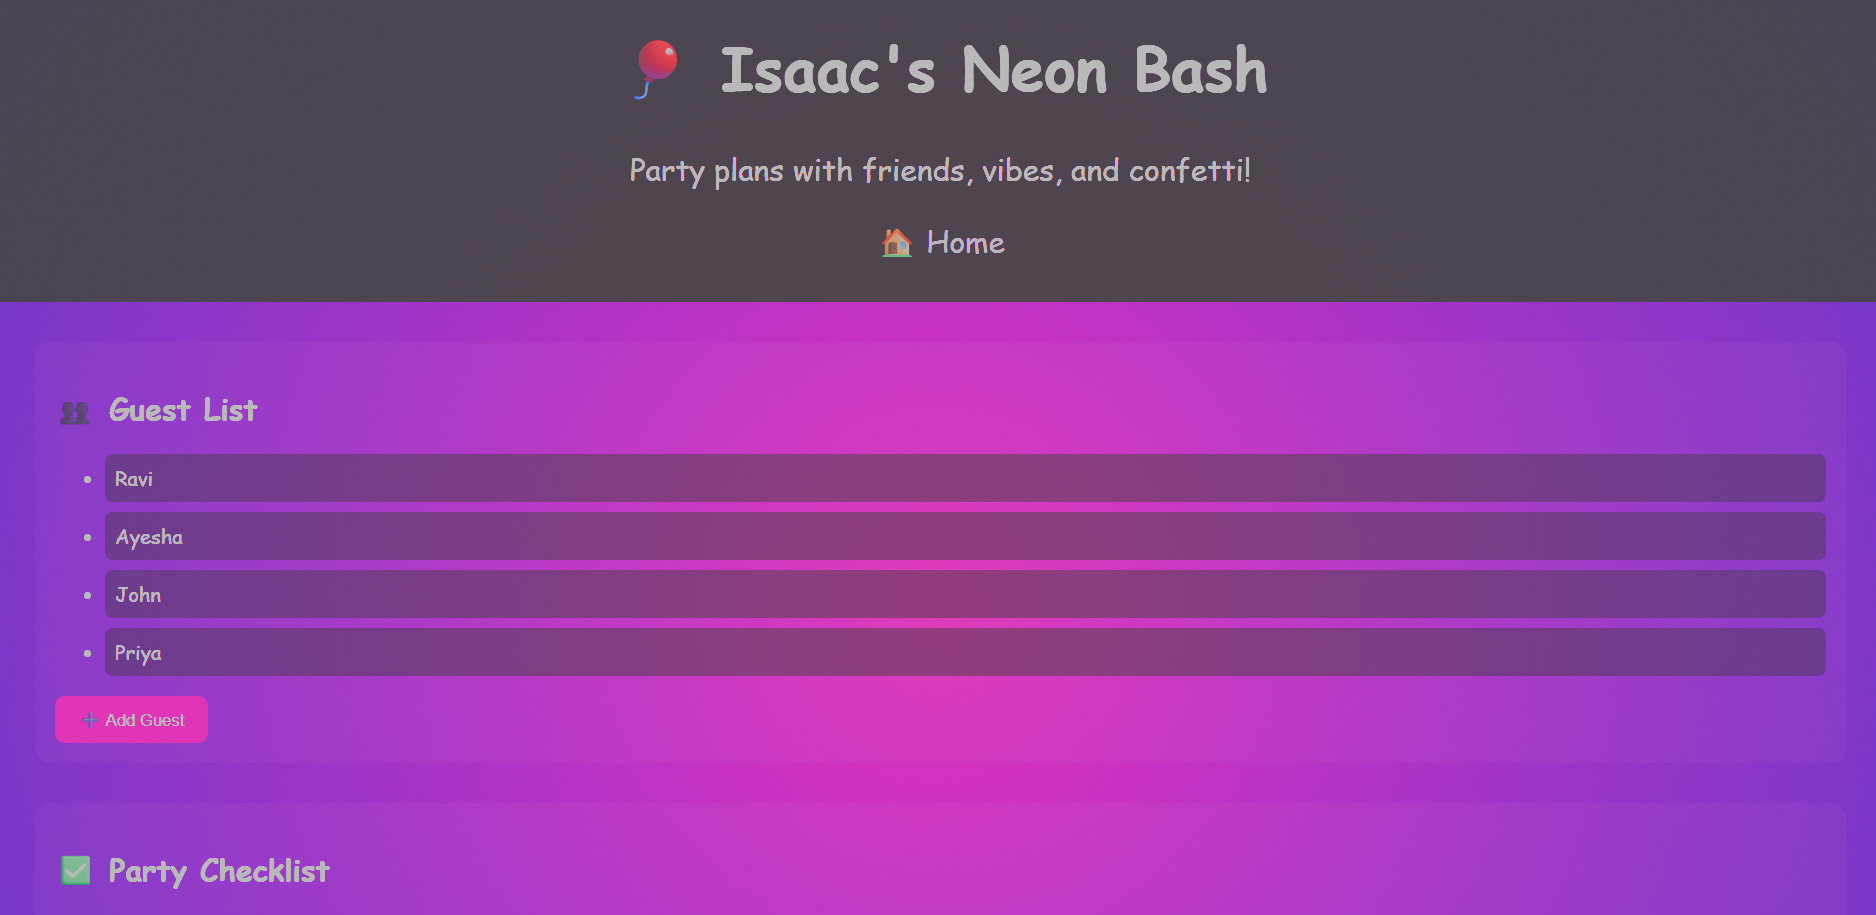 Isaac's Neon Bash
Party plans with friends, vibes, and confetti!
Home
Guest List
Ravi
Ayesha
John
Priya
Add Guest
Party Checklist